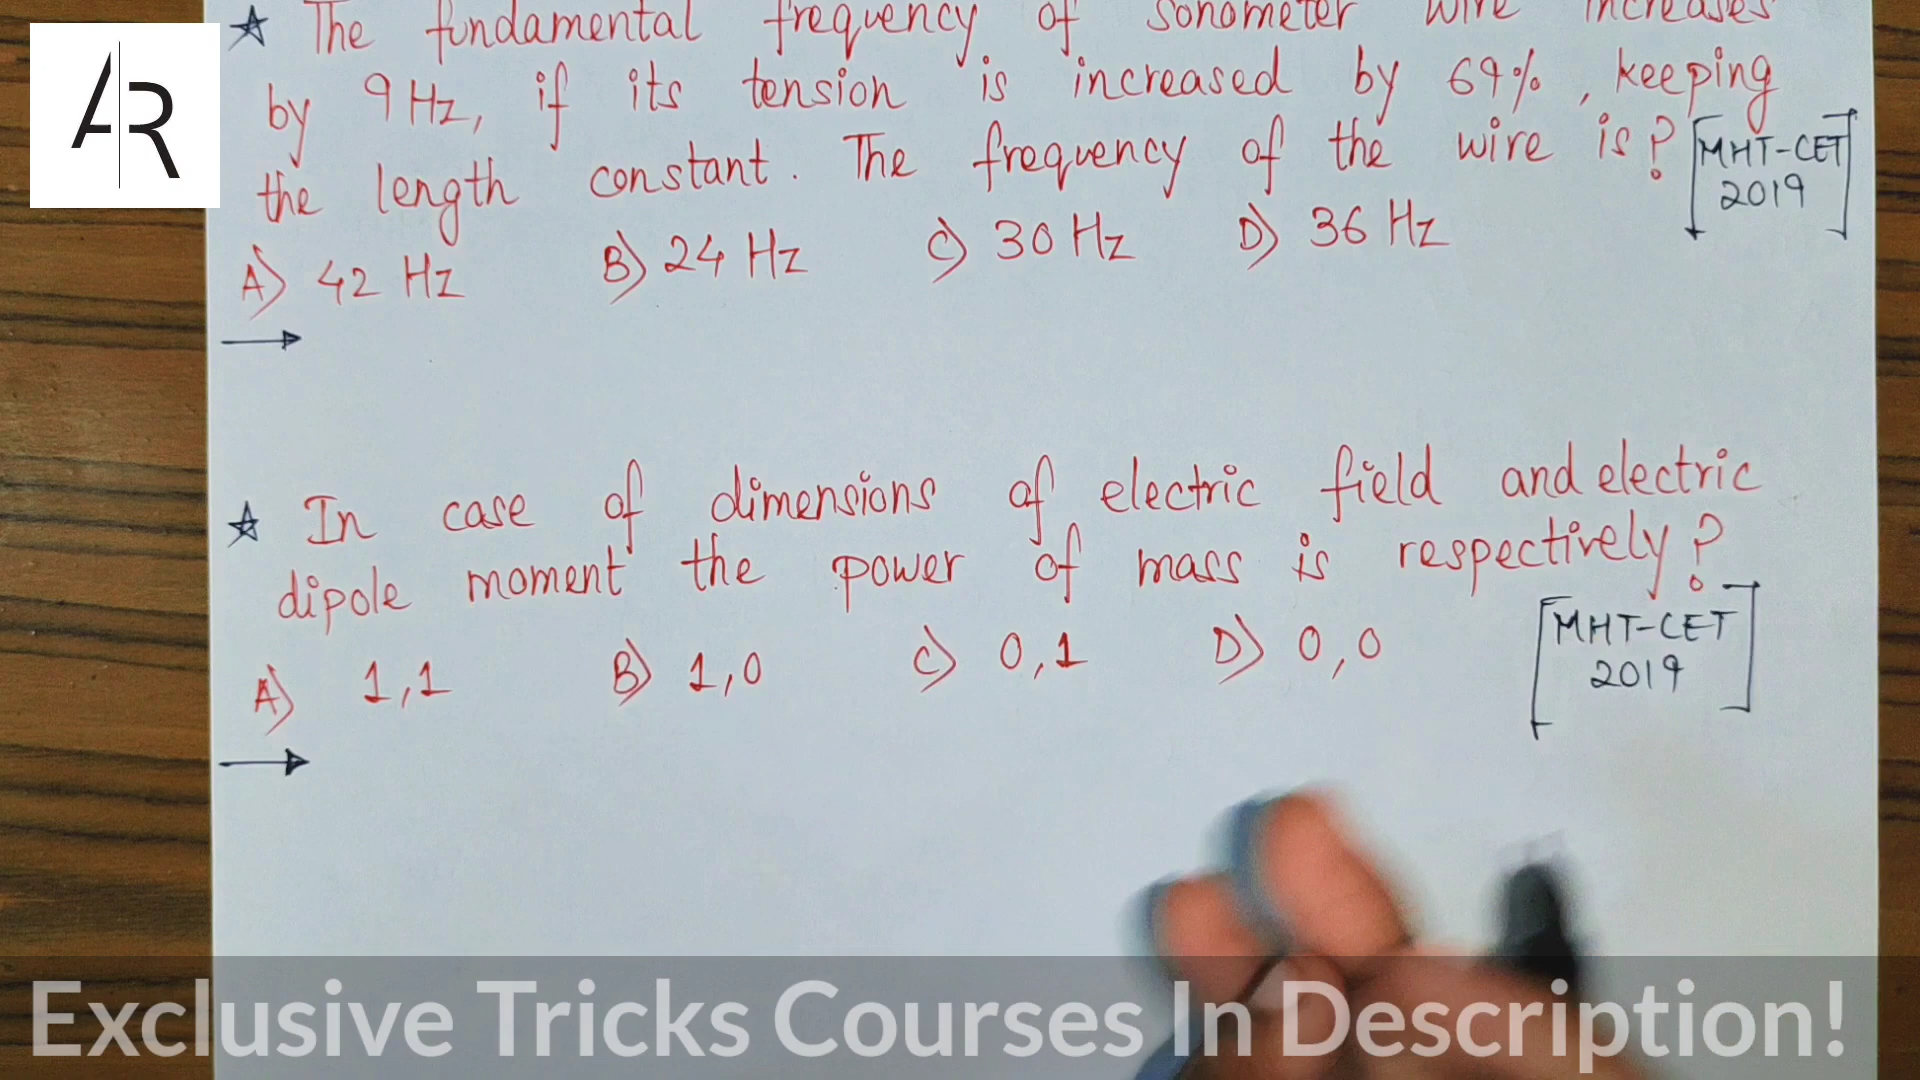 AR
★ The fundamental frequency of sonometer wire increases
by 9 Hz, if its tension is increased by 69%, keeping
the length constant. The frequency of the wire is?
[MHT-CET
2019]
A) 42 Hz B) 24 Hz C) 30 Hz D) 36 Hz
→
★ In case of dimensions of electric field and electric
dipole moment the power of mass is respectively?
[MHT-CET
2019]
A) 1,1 B) 1,0 C) 0,1 D) 0,0
→
Exclusive Tricks Courses In Description!